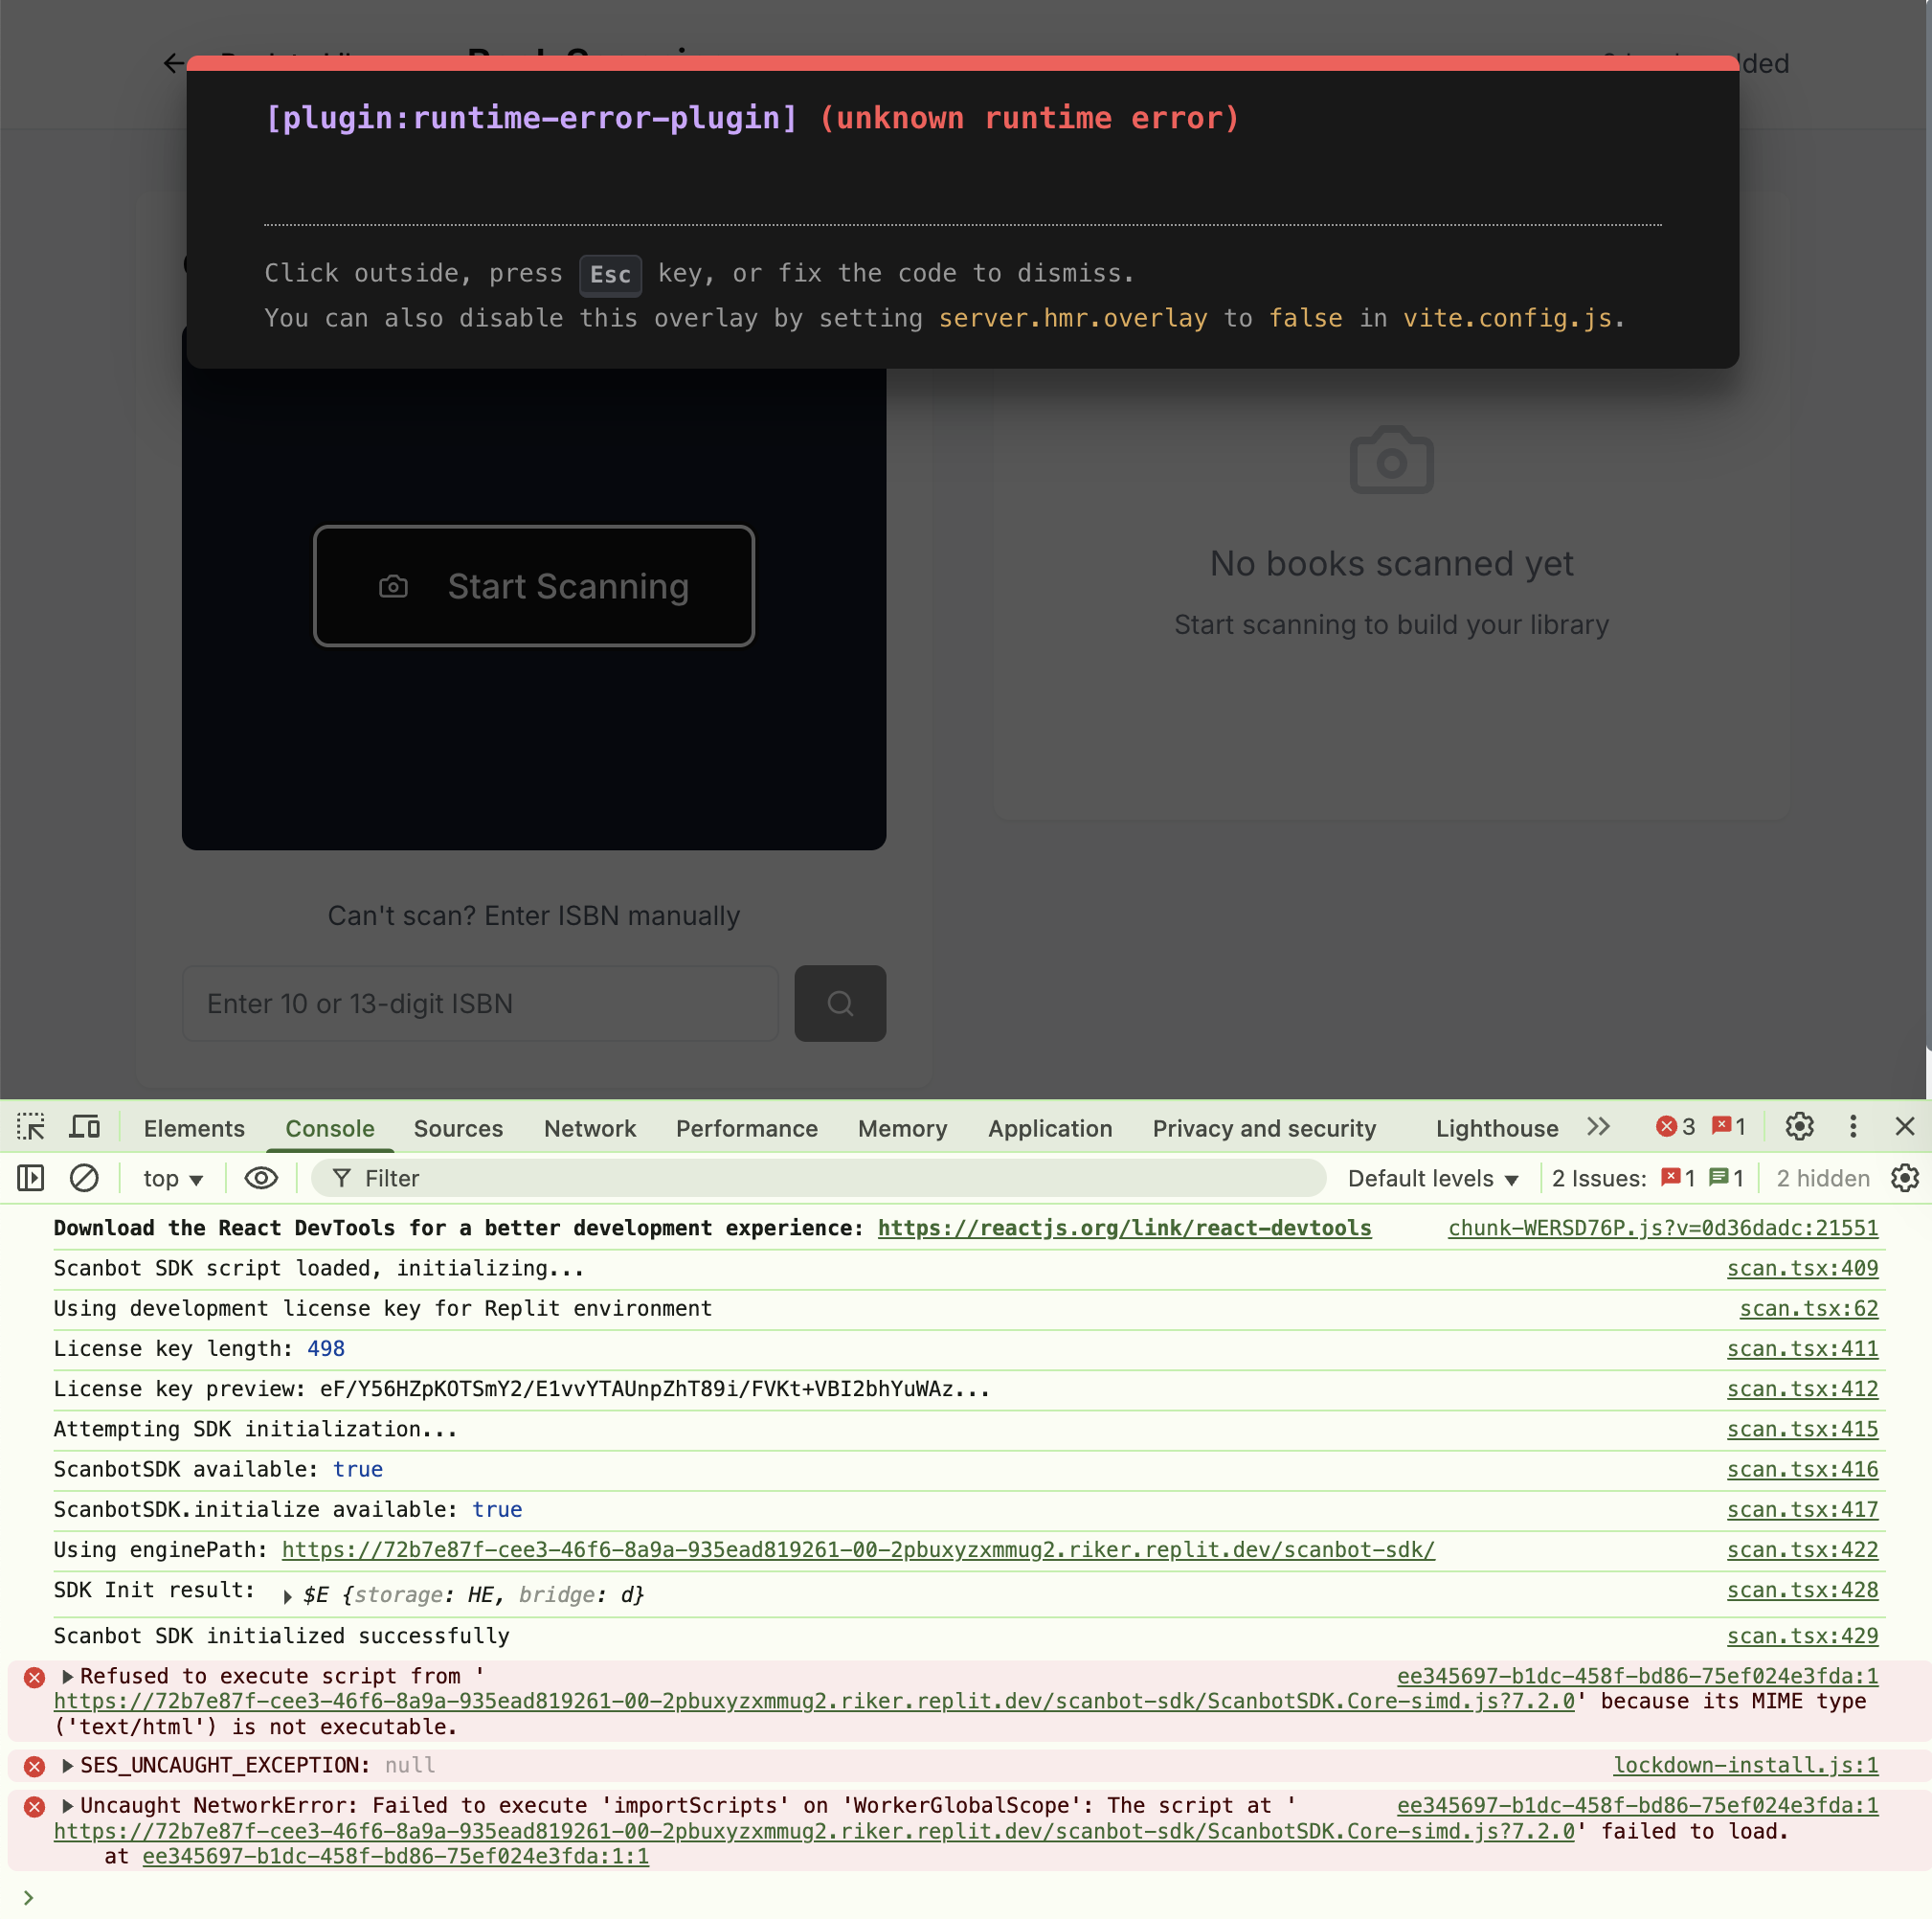 [plugin:runtime-error-plugin] (unknown runtime error)
Click outside, press Esc key, or fix the code to dismiss.
You can also disable this overlay by setting server.hmr.overlay to false in vite.config.js.
Start Scanning
Can't scan? Enter ISBN manually
Enter 10 or 13-digit ISBN
No books scanned yet
Start scanning to build your library
Elements Console Sources Network Performance Memory Application Privacy and security Lighthouse 3 1
top Filter Default levels 2 Issues: 1 1 2 hidden
Download the React DevTools for a better development experience: https://reactjs.org/link/react-devtools chunk-WERSD76P.js?v=0d36dadc:21551
Scanbot SDK script loaded, initializing... scan.tsx:409
Using development license key for Replit environment scan.tsx:62
License key length: 498 scan.tsx:411
License key preview: eF/Y56HZpKOTSmY2/E1vvYTAUnpZhT89i/FVKt+VBI2bhYuWAz... scan.tsx:412
Attempting SDK initialization... scan.tsx:415
ScanbotSDK available: true scan.tsx:416
ScanbotSDK.initialize available: true scan.tsx:417
Using enginePath: https://72b7e87f-cee3-46f6-8a9a-935ead819261-00-2pbuxyzxmmug2.riker.replit.dev/scanbot-sdk/ scan.tsx:422
SDK Init result: $E {storage: HE, bridge: d} scan.tsx:428
Scanbot SDK initialized successfully scan.tsx:429
Refused to execute script from ' ee345697-b1dc-458f-bd86-75ef024e3fda:1
https://72b7e87f-cee3-46f6-8a9a-935ead819261-00-2pbuxyzxmmug2.riker.replit.dev/scanbot-sdk/ScanbotSDK.Core-simd.js?7.2.0' because its MIME type
('text/html') is not executable.
SES_UNCAUGHT_EXCEPTION: null lockdown-install.js:1
Uncaught NetworkError: Failed to execute 'importScripts' on 'WorkerGlobalScope': The script at ' ee345697-b1dc-458f-bd86-75ef024e3fda:1
https://72b7e87f-cee3-46f6-8a9a-935ead819261-00-2pbuxyzxmmug2.riker.replit.dev/scanbot-sdk/ScanbotSDK.Core-simd.js?7.2.0' failed to load.
at ee345697-b1dc-458f-bd86-75ef024e3fda:1:1